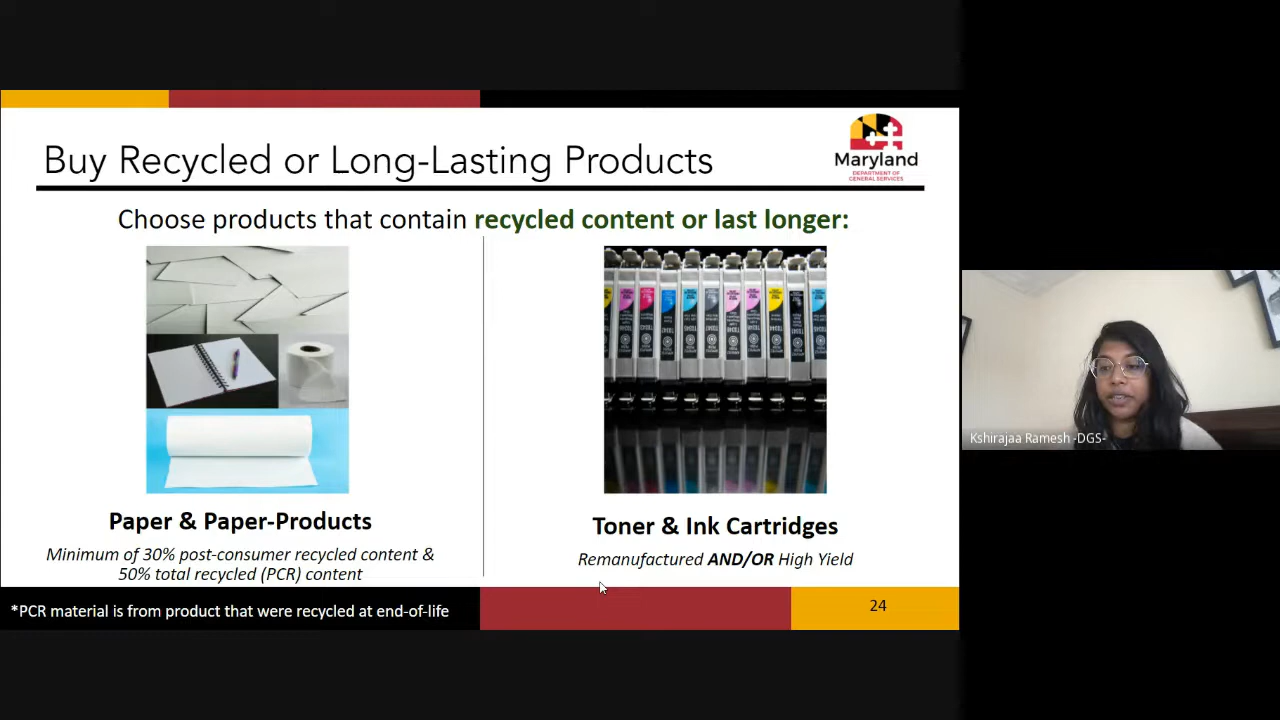 Buy Recycled or Long-Lasting Products
Maryland
DEPARTMENT OF
GENERAL SERVICES
Choose products that contain recycled content or last longer:
Paper & Paper-Products
Minimum of 30% post-consumer recycled content &
50% total recycled (PCR) content
Toner & Ink Cartridges
Remanufactured AND/OR High Yield
*PCR material is from product that were recycled at end-of-life
24
Kshirajaa Ramesh -DGS-